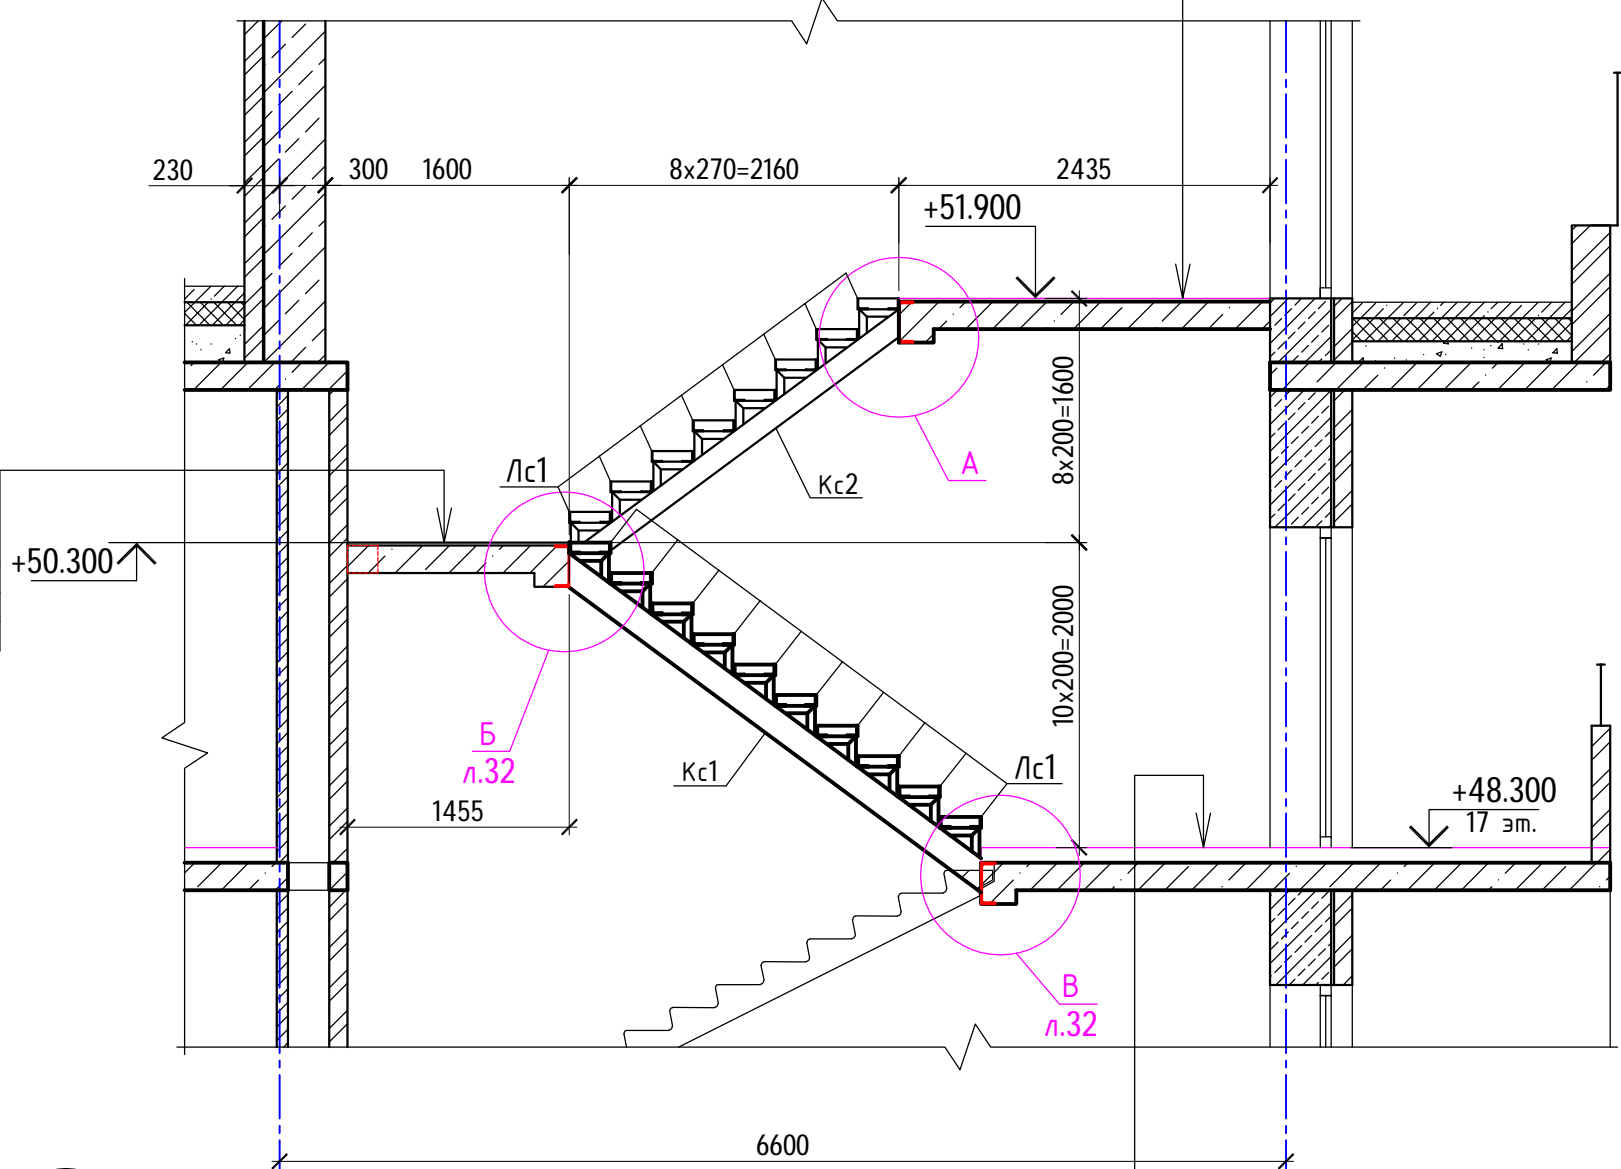 230
300
1600
8x270=2160
2435
+51.900
8x200=1600
Лс1
Кс2
А
+50.300
10x200=2000
Б
л.32
Кс1
Лс1
+48.300
17 эт.
1455
В
л.32
6600